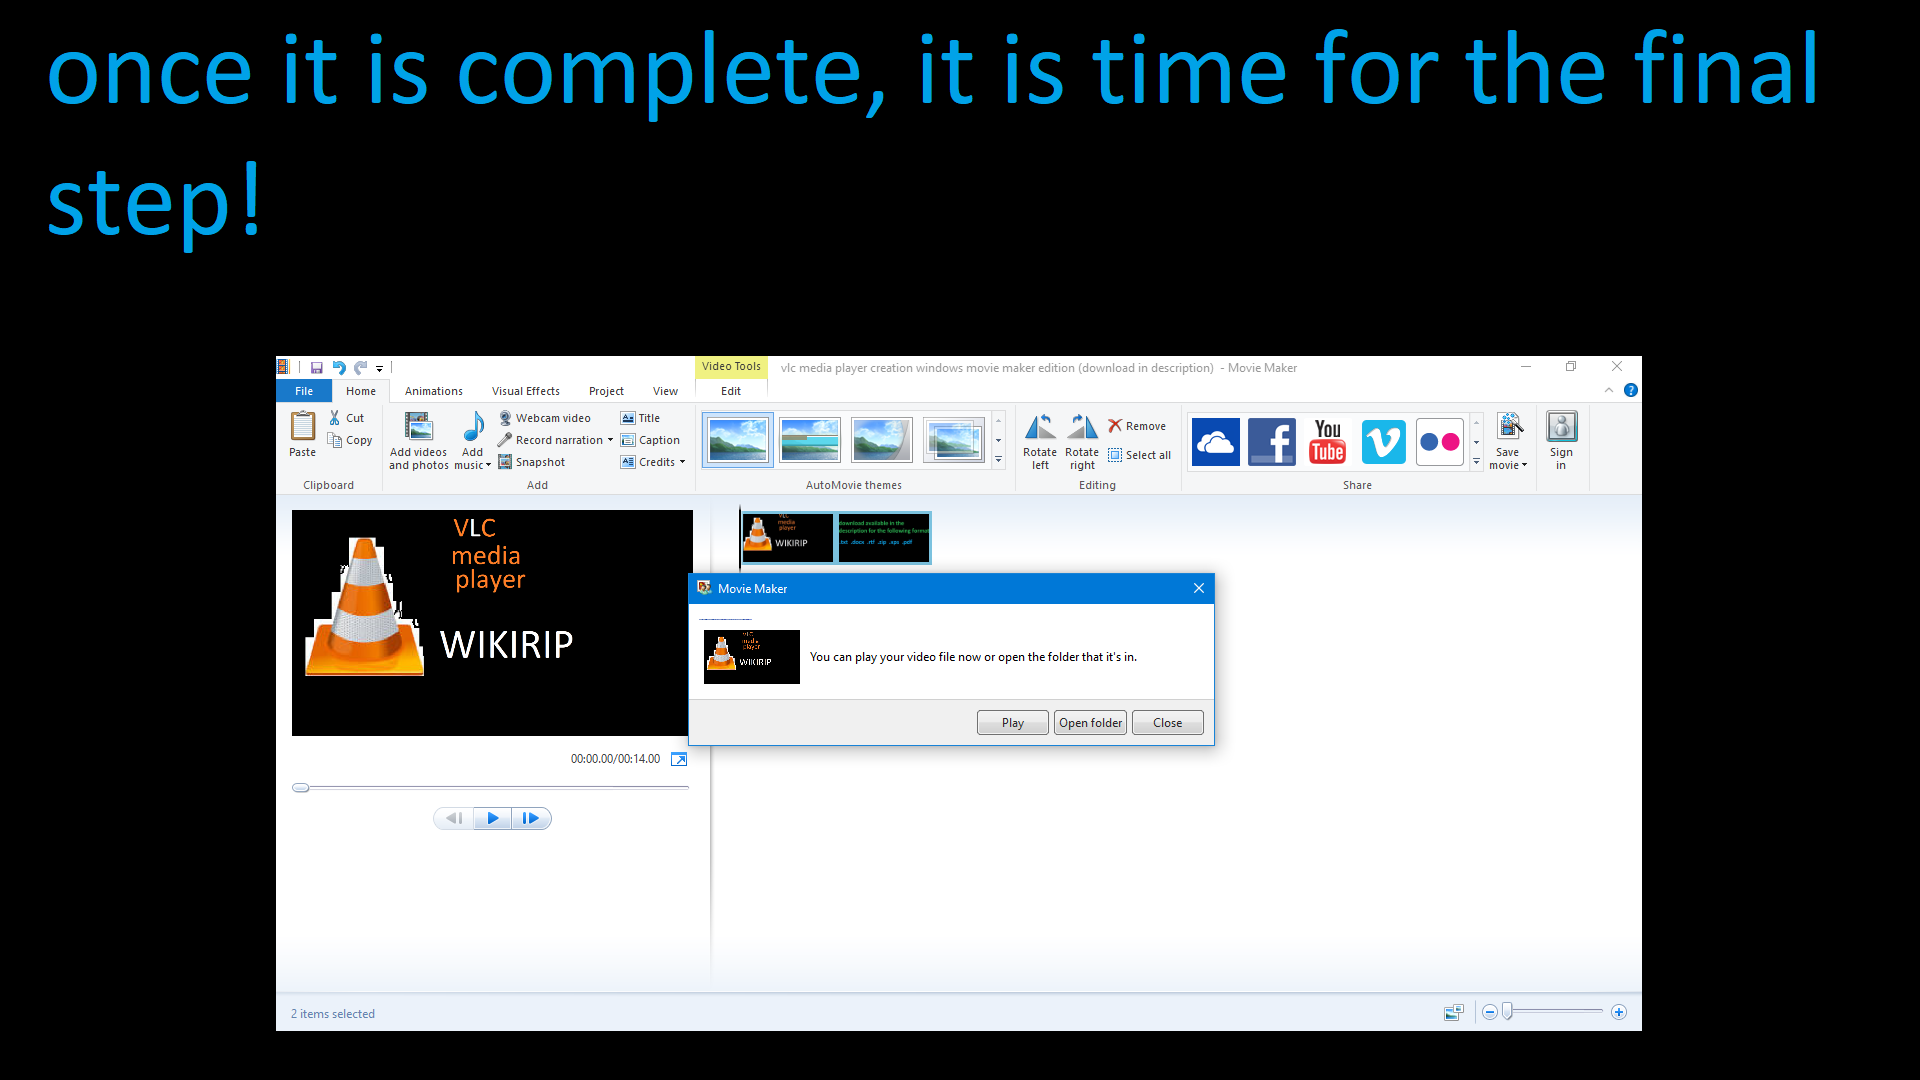 once it is complete, it is time for the final
step!
Video Tools
vlc media player creation windows movie maker edition (download in description) - Movie Maker
File Home Animations Visual Effects Project View Edit
Paste
Cut
Copy
Clipboard
Add videos
and photos
Add
music
Webcam video
Record narration
Snapshot
Title
Caption
Credits
Add
AutoMovie themes
Rotate
left
Rotate
right
Remove
Select all
Editing
f
You
Tube
V
Share
Save
movie
Sign
in
VLC
media
player
WIKIRIP
00:00.00/00:14.00
VLC
media
player
WIKIRIP
download available in the
description for the following format
.txt .docx .rtf .zip .xps .pdf
Movie Maker
VLC
media
player
WIKIRIP
You can play your video file now or open the folder that it's in.
Play Open folder Close
2 items selected